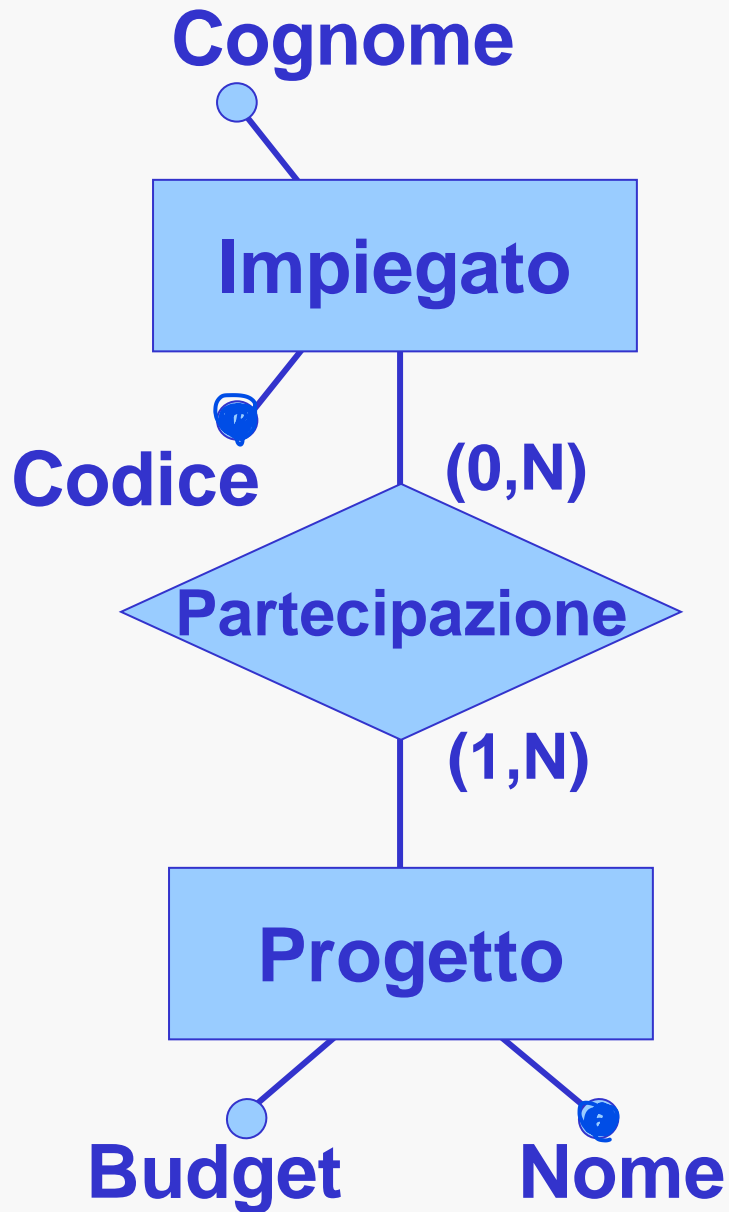 Cognome
Impiegato
Codice
(0,N)
Partecipazione
(1,N)
Progetto
Budget
Nome